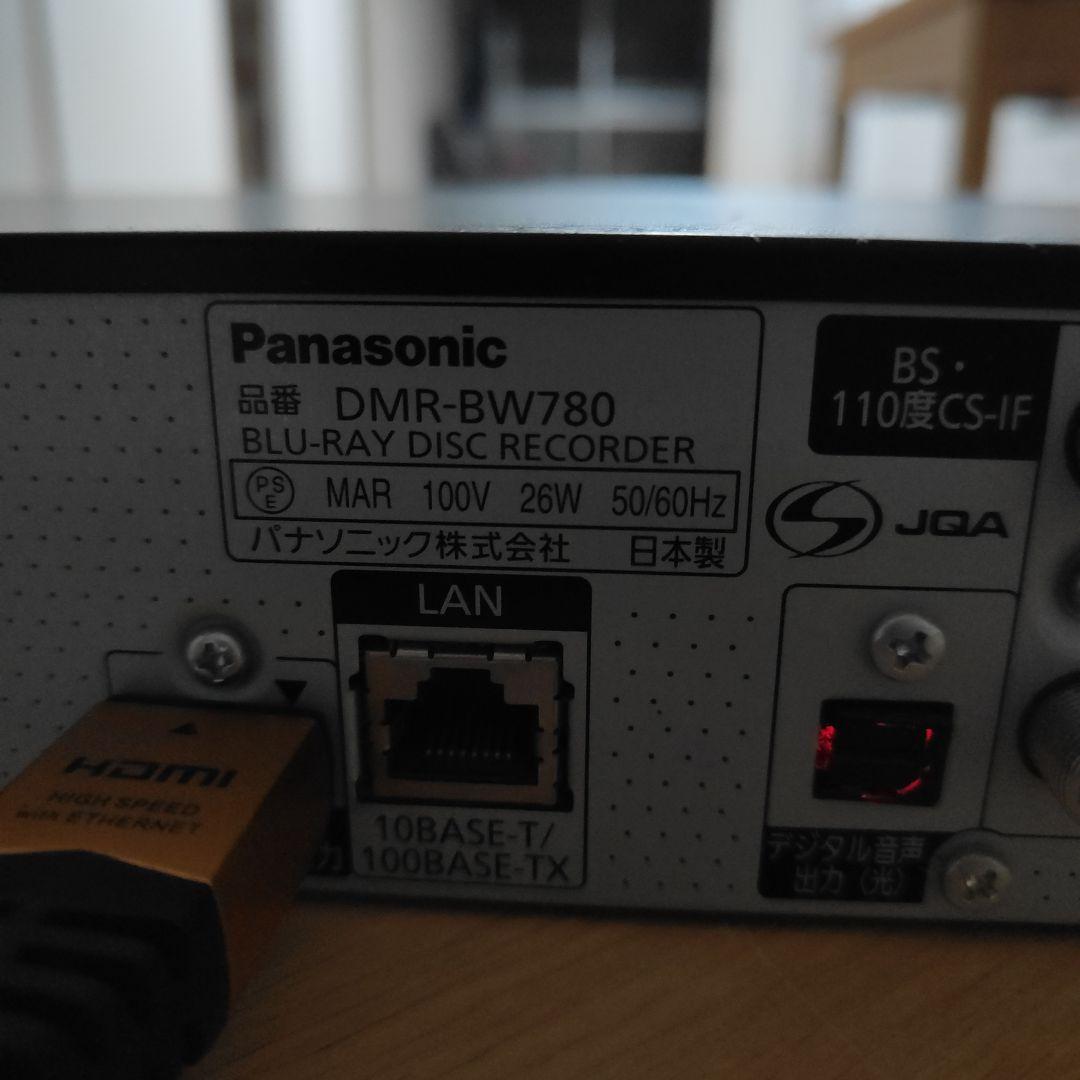 Panasonic
品番 DMR-BW780
BLU-RAY DISC RECORDER
PSE MAR 100V 26W 50/60Hz
パナソニック株式会社 日本製
BS・
110度CS-IF
JQA
LAN
10BASE-T/
100BASE-TX
HDMI
HIGH SPEED
with ETHERNET
力
デジタル音声
出力（光）